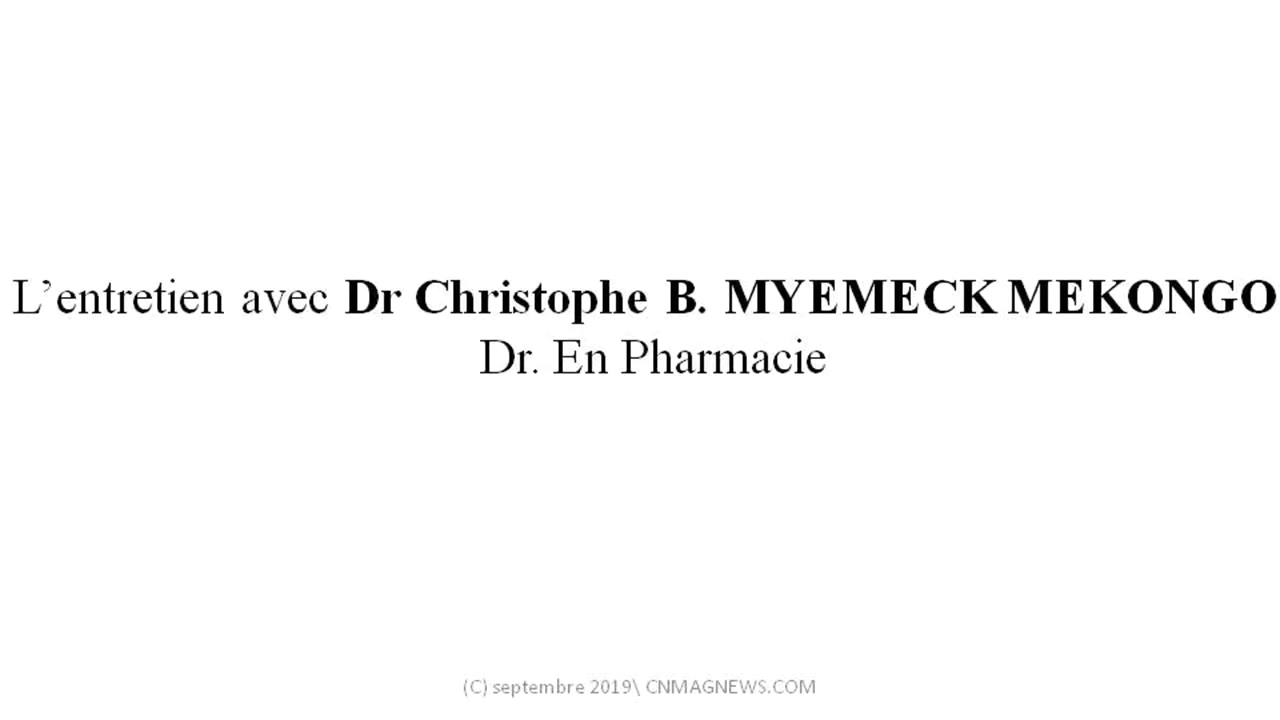 L’entretien avec Dr Christophe B. MYEMECK MEKONGO
Dr. En Pharmacie
(C) septembre 2019\ CNMAGNEWS.COM